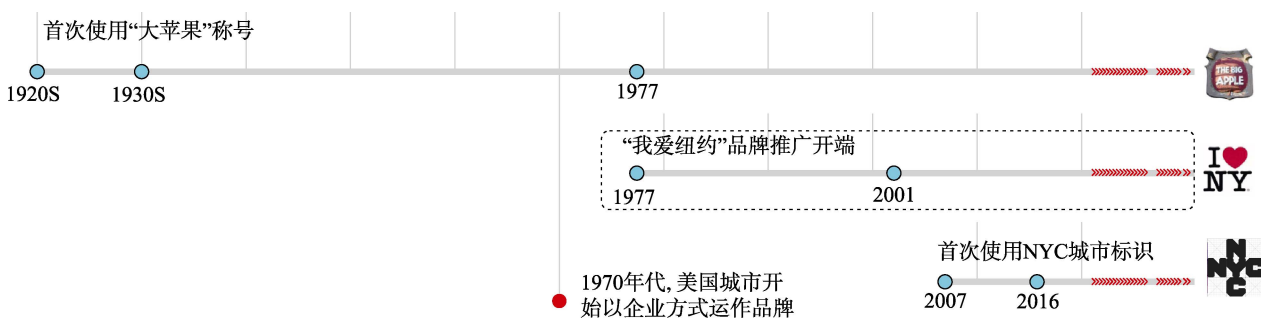 首次使用“大苹果”称号
1920S
1930S
1977
THE BIG
APPLE
“我爱纽约”品牌推广开端
1977
2001
I
NY
首次使用NYC城市标识
2007
2016
N
NYC
C
1970年代, 美国城市开
始以企业方式运作品牌